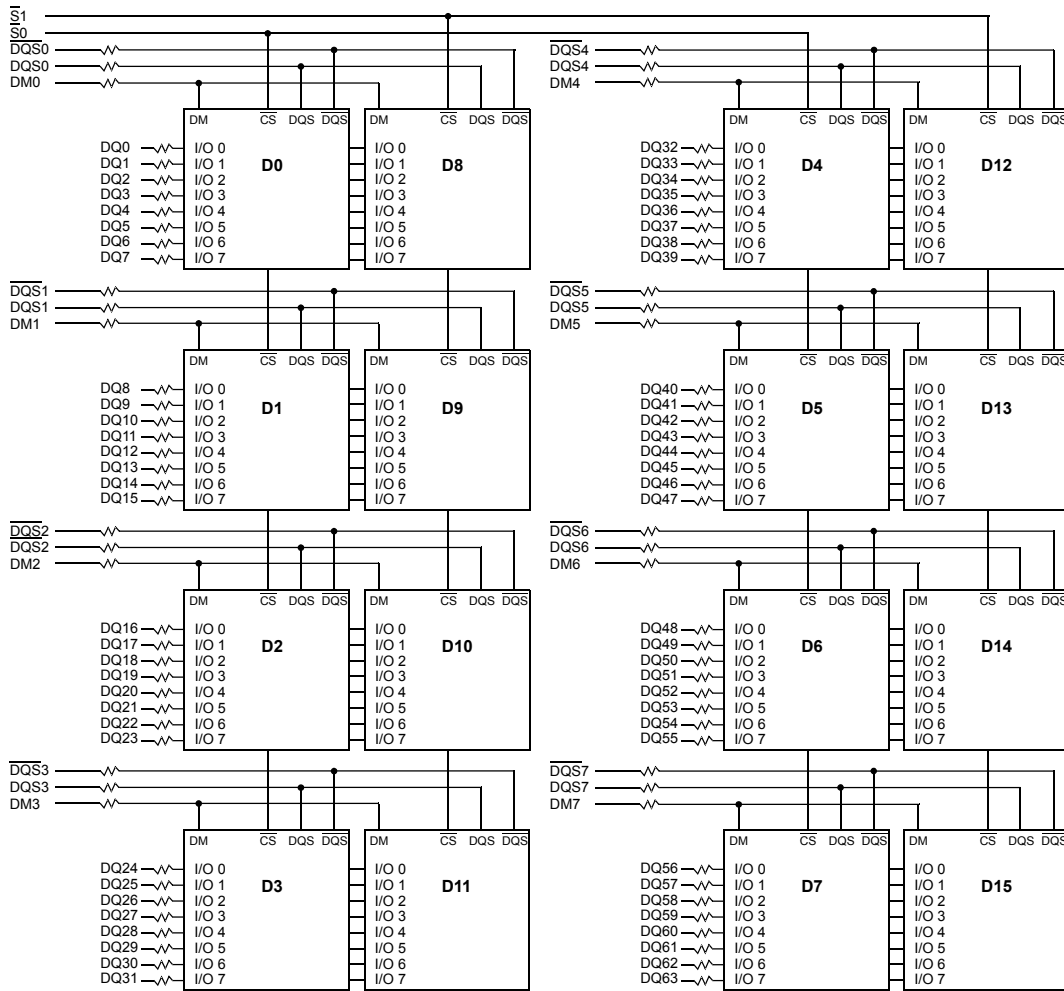 S1
S0
DQS0 DQS4
DQS0 DQS4
DM0 DM4
DM CS DQS DQS DM CS DQS DQS DM CS DQS DQS DM CS DQS DQS
DQ0 I/O 0 I/O 0 DQ32 I/O 0 I/O 0
DQ1 I/O 1 D0 I/O 1 D8 DQ33 I/O 1 D4 I/O 1 D12
DQ2 I/O 2 I/O 2 DQ34 I/O 2 I/O 2
DQ3 I/O 3 I/O 3 DQ35 I/O 3 I/O 3
DQ4 I/O 4 I/O 4 DQ36 I/O 4 I/O 4
DQ5 I/O 5 I/O 5 DQ37 I/O 5 I/O 5
DQ6 I/O 6 I/O 6 DQ38 I/O 6 I/O 6
DQ7 I/O 7 I/O 7 DQ39 I/O 7 I/O 7
DQS1 DQS5
DQS1 DQS5
DM1 DM5
DM CS DQS DQS DM CS DQS DQS DM CS DQS DQS DM CS DQS DQS
DQ8 I/O 0 I/O 0 DQ40 I/O 0 I/O 0
DQ9 I/O 1 D1 I/O 1 D9 DQ41 I/O 1 D5 I/O 1 D13
DQ10 I/O 2 I/O 2 DQ42 I/O 2 I/O 2
DQ11 I/O 3 I/O 3 DQ43 I/O 3 I/O 3
DQ12 I/O 4 I/O 4 DQ44 I/O 4 I/O 4
DQ13 I/O 5 I/O 5 DQ45 I/O 5 I/O 5
DQ14 I/O 6 I/O 6 DQ46 I/O 6 I/O 6
DQ15 I/O 7 I/O 7 DQ47 I/O 7 I/O 7
DQS2 DQS6
DQS2 DQS6
DM2 DM6
DM CS DQS DQS DM CS DQS DQS DM CS DQS DQS DM CS DQS DQS
DQ16 I/O 0 I/O 0 DQ48 I/O 0 I/O 0
DQ17 I/O 1 D2 I/O 1 D10 DQ49 I/O 1 D6 I/O 1 D14
DQ18 I/O 2 I/O 2 DQ50 I/O 2 I/O 2
DQ19 I/O 3 I/O 3 DQ51 I/O 3 I/O 3
DQ20 I/O 4 I/O 4 DQ52 I/O 4 I/O 4
DQ21 I/O 5 I/O 5 DQ53 I/O 5 I/O 5
DQ22 I/O 6 I/O 6 DQ54 I/O 6 I/O 6
DQ23 I/O 7 I/O 7 DQ55 I/O 7 I/O 7
DQS3 DQS7
DQS3 DQS7
DM3 DM7
DM CS DQS DQS DM CS DQS DQS DM CS DQS DQS DM CS DQS DQS
DQ24 I/O 0 I/O 0 DQ56 I/O 0 I/O 0
DQ25 I/O 1 D3 I/O 1 D11 DQ57 I/O 1 D7 I/O 1 D15
DQ26 I/O 2 I/O 2 DQ58 I/O 2 I/O 2
DQ27 I/O 3 I/O 3 DQ59 I/O 3 I/O 3
DQ28 I/O 4 I/O 4 DQ60 I/O 4 I/O 4
DQ29 I/O 5 I/O 5 DQ61 I/O 5 I/O 5
DQ30 I/O 6 I/O 6 DQ62 I/O 6 I/O 6
DQ31 I/O 7 I/O 7 DQ63 I/O 7 I/O 7